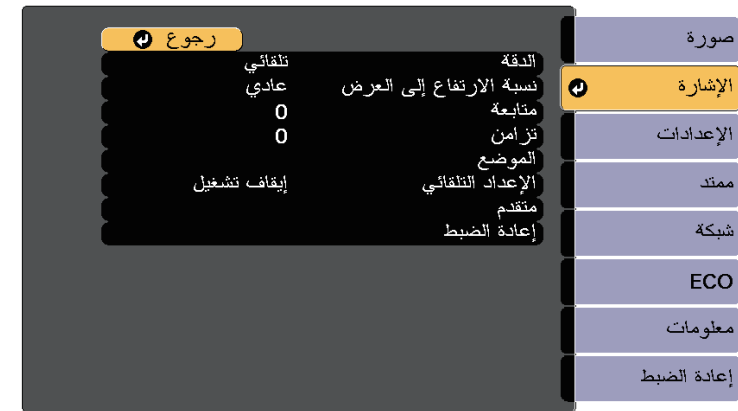 صورة
الإشارة
الإعدادات
ممتد
شبكة
ECO
معلومات
إعادة الضبط
رجوع
الدقة تلقائي
نسبة الارتفاع إلى العرض عادي
متابعة 0
تزامن 0
الموضع
الإعداد التلقائي إيقاف تشغيل
متقدم
إعادة الضبط